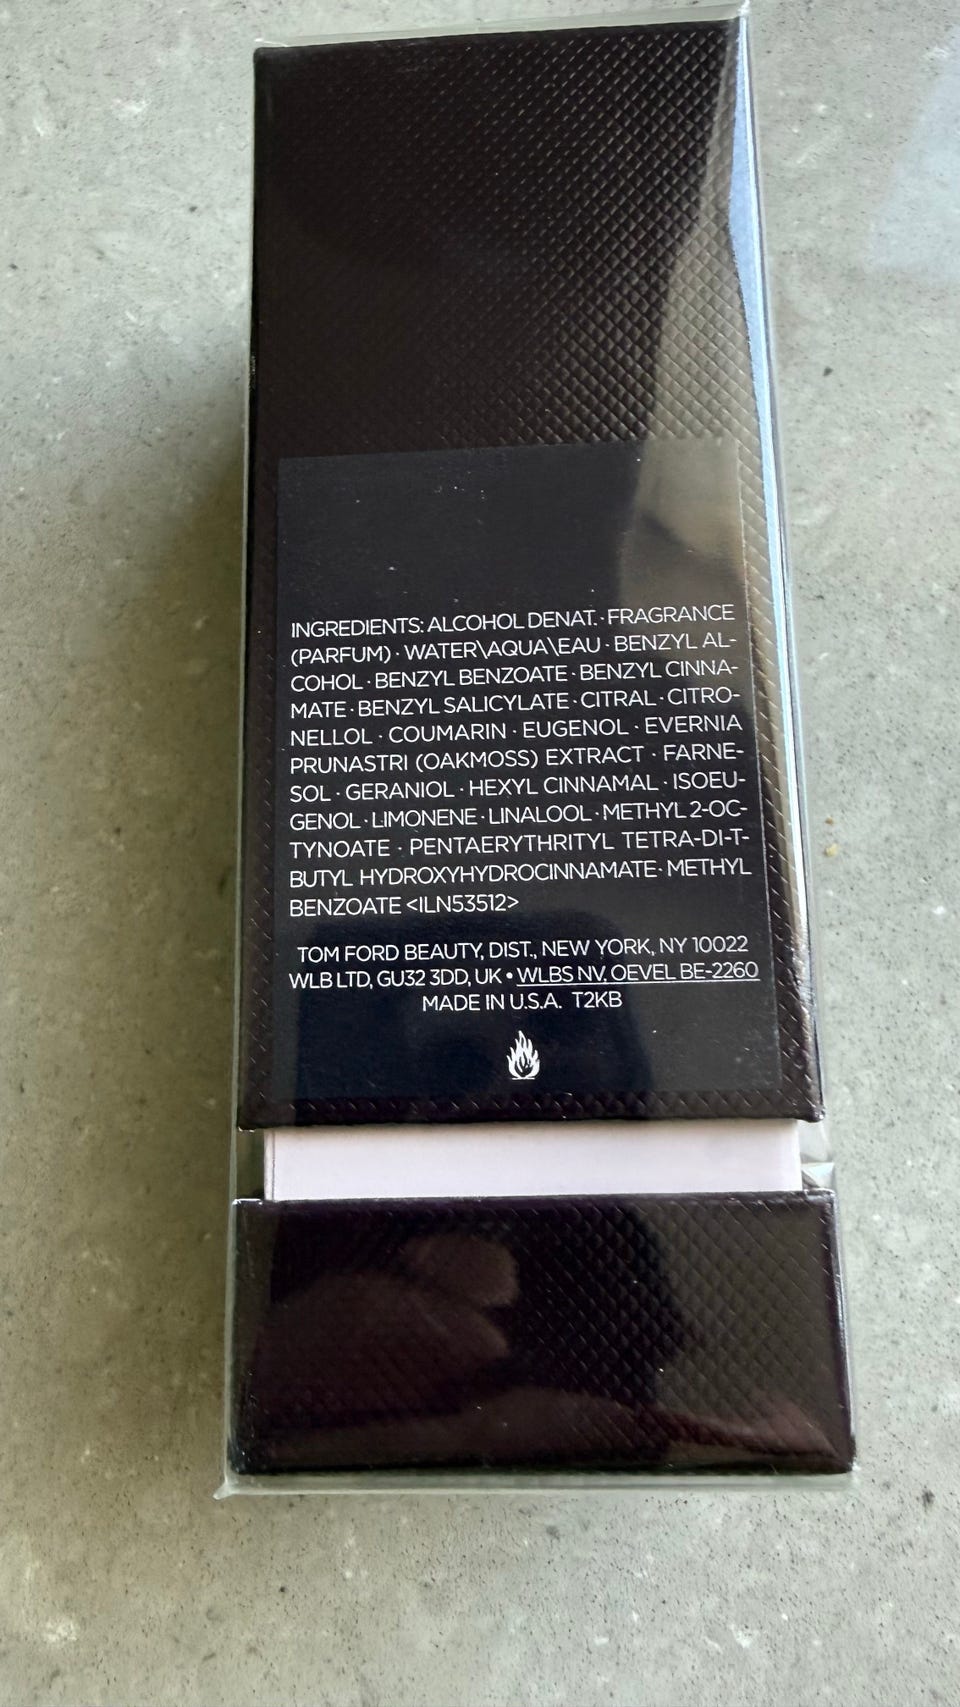 INGREDIENTS: ALCOHOL DENAT. · FRAGRANCE
(PARFUM) · WATER\AQUA\EAU · BENZYL AL-
COHOL · BENZYL BENZOATE · BENZYL CINNA-
MATE · BENZYL SALICYLATE · CITRAL · CITRO-
NELLOL · COUMARIN · EUGENOL · EVERNIA
PRUNASTRI (OAKMOSS) EXTRACT · FARNE-
SOL · GERANIOL · HEXYL CINNAMAL · ISOEU-
GENOL · LIMONENE · LINALOOL · METHYL 2-OC-
TYNOATE · PENTAERYTHRITYL TETRA-DI-T-
BUTYL HYDROXYHYDROCINNAMATE · METHYL
BENZOATE <ILN53512>
TOM FORD BEAUTY, DIST., NEW YORK, NY 10022
WLB LTD, GU32 3DD, UK • WLBS NV, OEVEL BE-2260
MADE IN U.S.A. T2KB